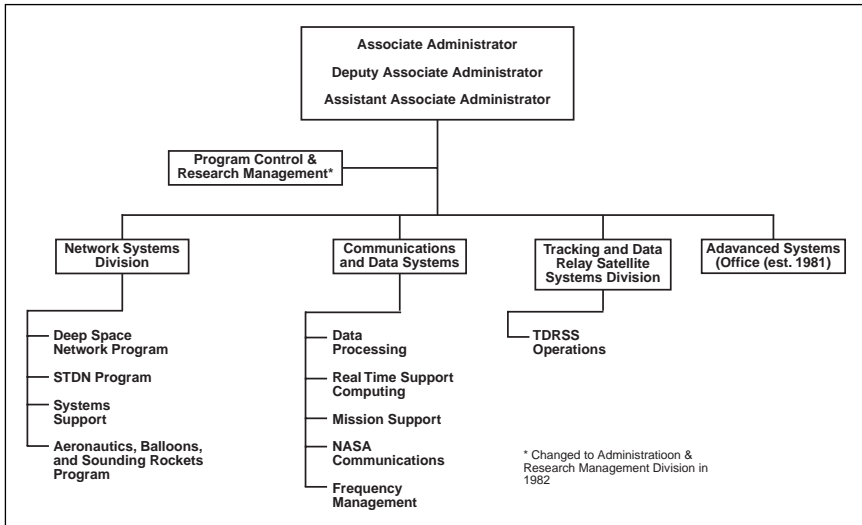 Associate Administrator
Deputy Associate Administrator
Assistant Associate Administrator
Program Control &
Research Management*
Network Systems
Division
Communications
and Data Systems
Tracking and Data
Relay Satellite
Systems Division
Adavanced Systems
(Office (est. 1981)
Deep Space
Network Program
STDN Program
Systems
Support
Aeronautics, Balloons,
and Sounding Rockets
Program
Data
Processing
Real Time Support
Computing
Mission Support
NASA
Communications
Frequency
Management
TDRSS
Operations
* Changed to Administratioon &
Research Management Division in
1982